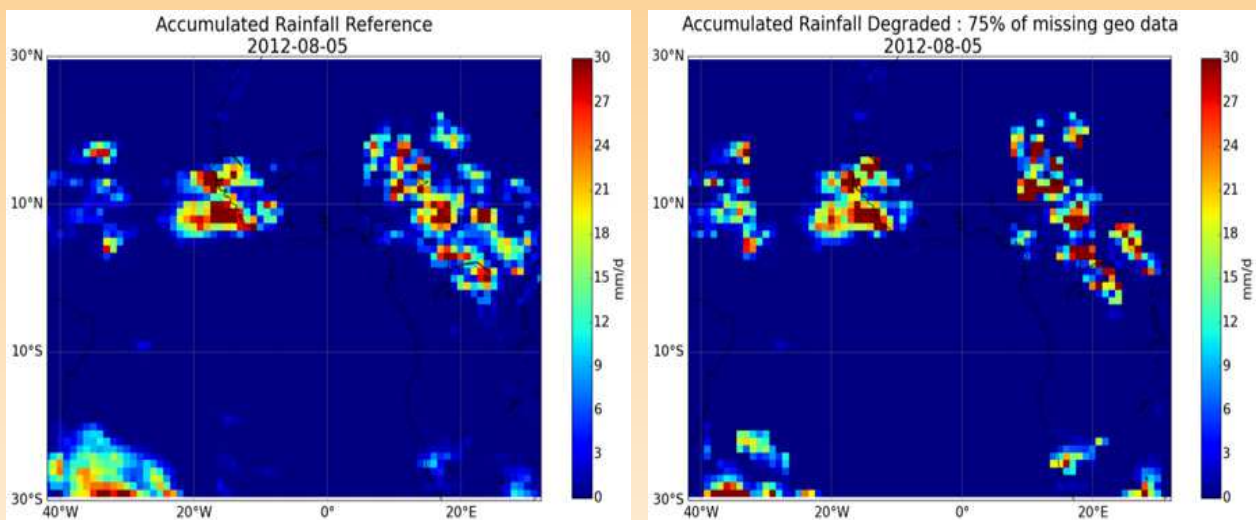 Accumulated Rainfall Reference
2012-08-05
30°N
10°N
10°S
30°S
40°W
20°W
0°
20°E
30
27
24
21
18
15
12
9
6
3
0
mm/d
Accumulated Rainfall Degraded : 75% of missing geo data
2012-08-05
30°N
10°N
10°S
30°S
40°W
20°W
0°
20°E
30
27
24
21
18
15
12
9
6
3
0
mm/d